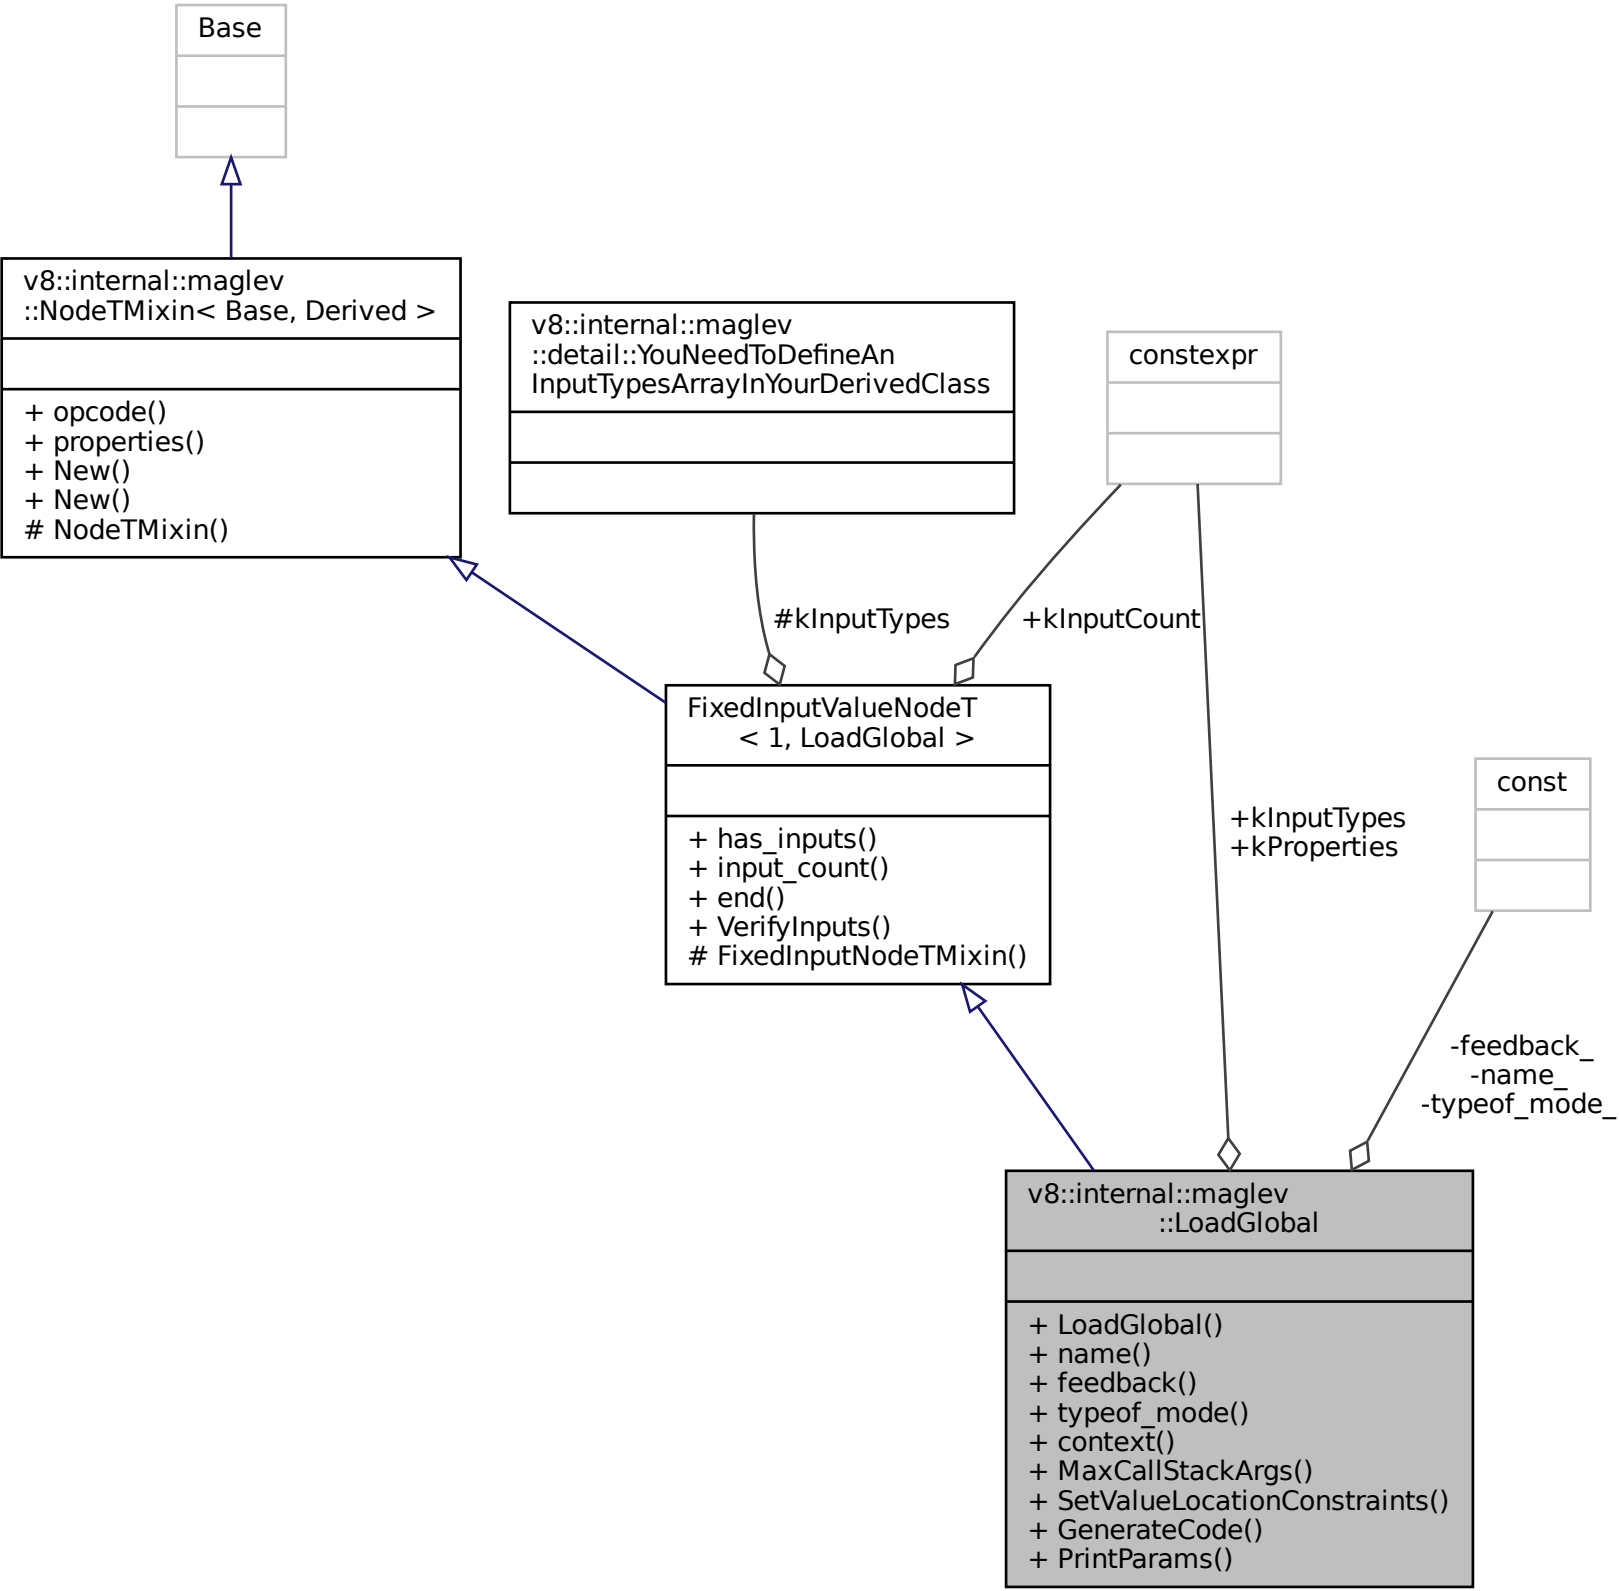 Base
v8::internal::maglev
::NodeTMixin< Base, Derived >
+ opcode()
+ properties()
+ New()
+ New()
# NodeTMixin()
v8::internal::maglev
::detail::YouNeedToDefineAn
InputTypesArrayInYourDerivedClass
constexpr
#kInputTypes
+kInputCount
FixedInputValueNodeT
< 1, LoadGlobal >
+ has_inputs()
+ input_count()
+ end()
+ VerifyInputs()
# FixedInputNodeTMixin()
+kInputTypes
+kProperties
const
-feedback_
-name_
-typeof_mode_
v8::internal::maglev
::LoadGlobal
+ LoadGlobal()
+ name()
+ feedback()
+ typeof_mode()
+ context()
+ MaxCallStackArgs()
+ SetValueLocationConstraints()
+ GenerateCode()
+ PrintParams()